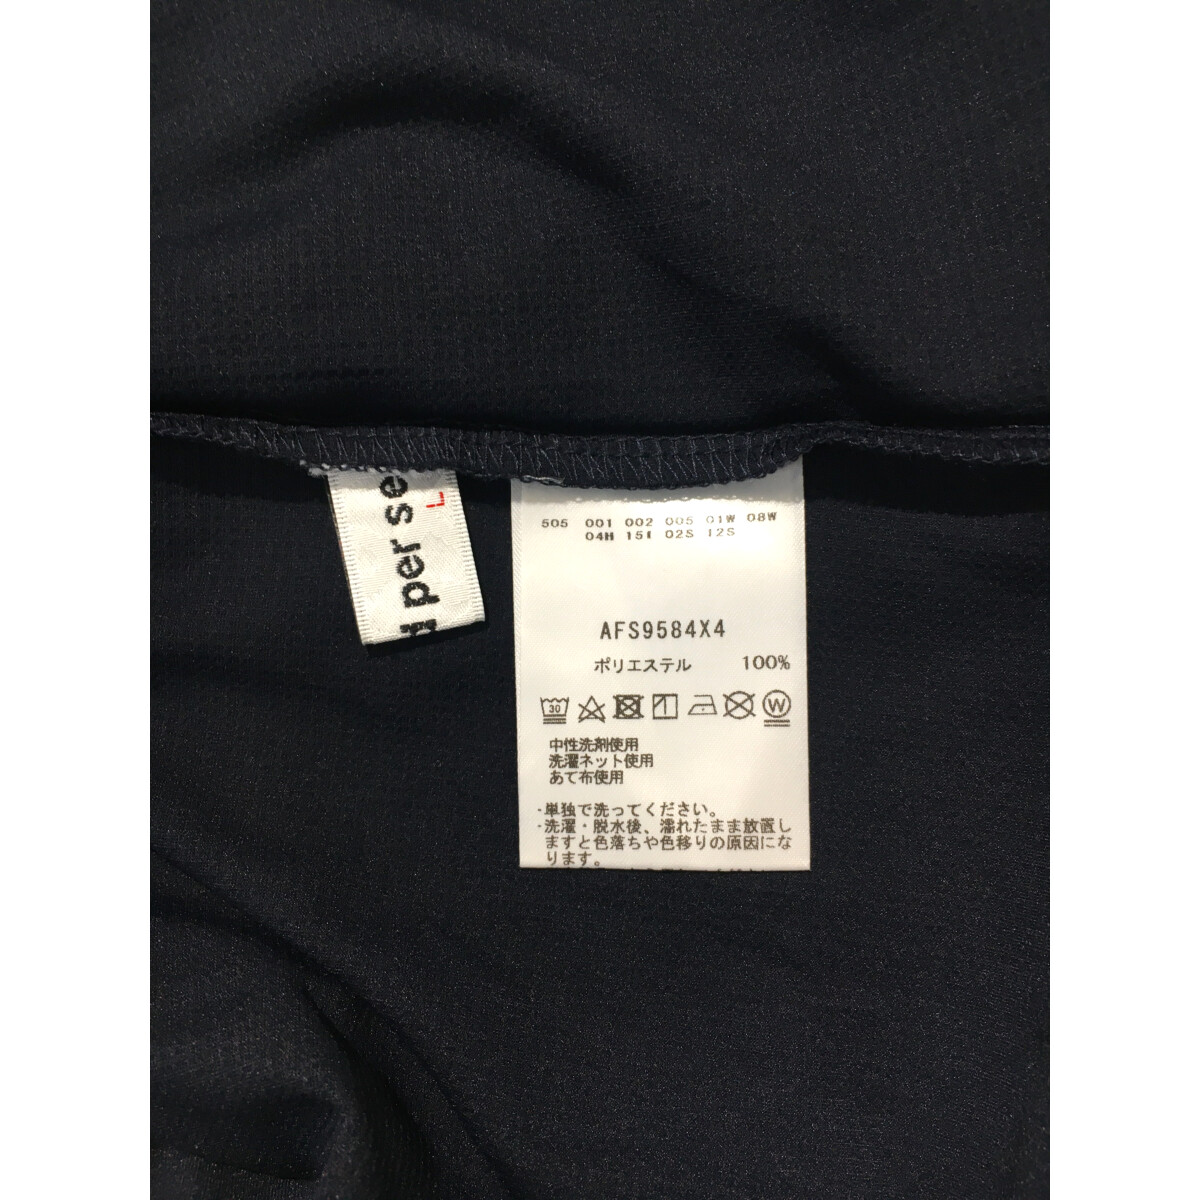 per se
L
505 001 002 005 01W 08W
04H 15I 02S 12S
AFS9584X4
ポリエステル 100%
30
W
中性洗剤使用
洗濯ネット使用
あて布使用
・単独で洗ってください。
・洗濯・脱水後、濡れたまま放置し
ますと色落ちや色移りの原因にな
ります。